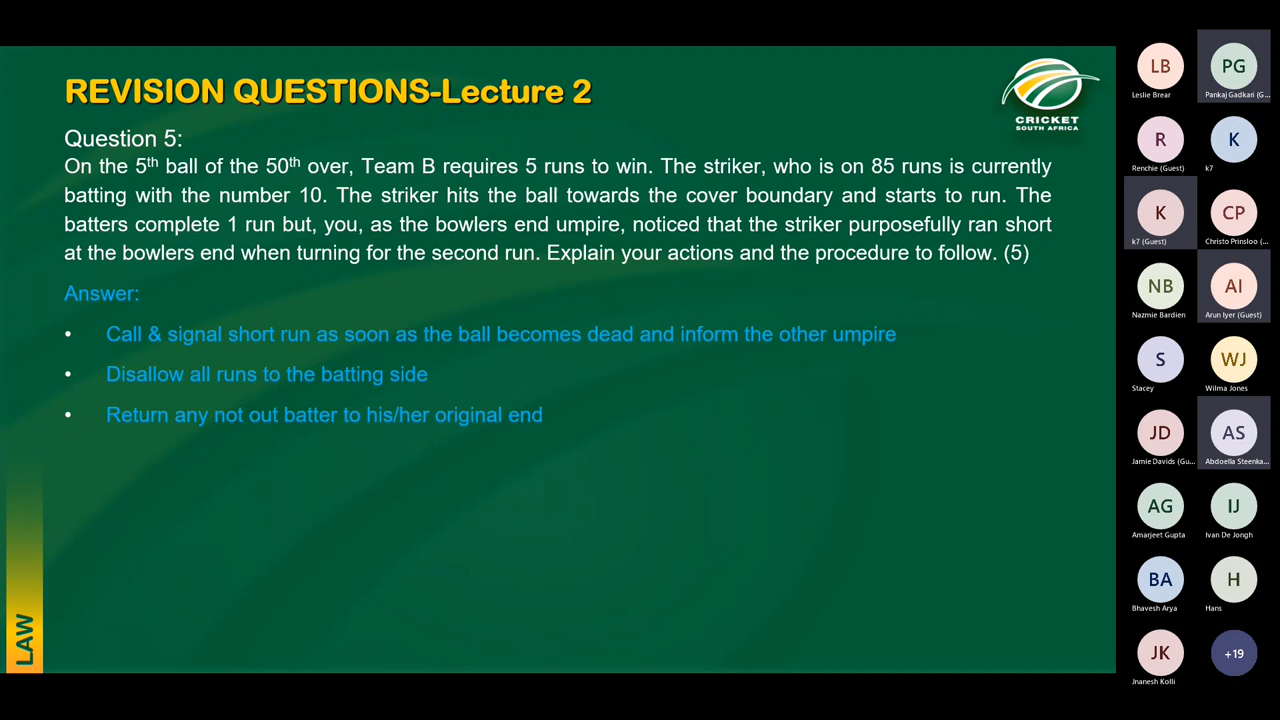 REVISION QUESTIONS-Lecture 2
CRICKET
SOUTH AFRICA
Question 5:
On the 5th ball of the 50th over, Team B requires 5 runs to win. The striker, who is on 85 runs is currently
batting with the number 10. The striker hits the ball towards the cover boundary and starts to run. The
batters complete 1 run but, you, as the bowlers end umpire, noticed that the striker purposefully ran short
at the bowlers end when turning for the second run. Explain your actions and the procedure to follow. (5)
Answer:
• Call & signal short run as soon as the ball becomes dead and inform the other umpire
• Disallow all runs to the batting side
• Return any not out batter to his/her original end
LAW
LB
Leslie Brear
PG
Pankaj Gadkari (G...
R
Renchie (Guest)
K
k7
K
k7 (Guest)
CP
Christo Prinsloo (...
NB
Nazmie Bardien
AI
Arun Iyer (Guest)
S
Stacey
WJ
Wilma Jones
JD
Jamie Davids (Gu...
AS
Abdoella Steenka...
AG
Amarjeet Gupta
IJ
Ivan De Jongh
BA
Bhavesh Arya
H
Hans
JK
Jnanesh Kolli
+19